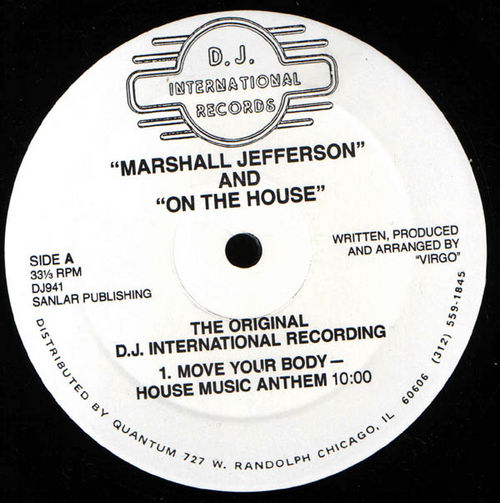 D.J.
INTERNATIONAL
RECORDS
"MARSHALL JEFFERSON"
AND
"ON THE HOUSE"
SIDE A
33⅓ RPM
DJ941
SANLAR PUBLISHING
WRITTEN, PRODUCED
AND ARRANGED BY
"VIRGO"
THE ORIGINAL
D.J. INTERNATIONAL RECORDING
1. MOVE YOUR BODY —
HOUSE MUSIC ANTHEM 10:00
DISTRIBUTED BY QUANTUM 727 W. RANDOLPH CHICAGO, IL 60606 (312) 559-1845